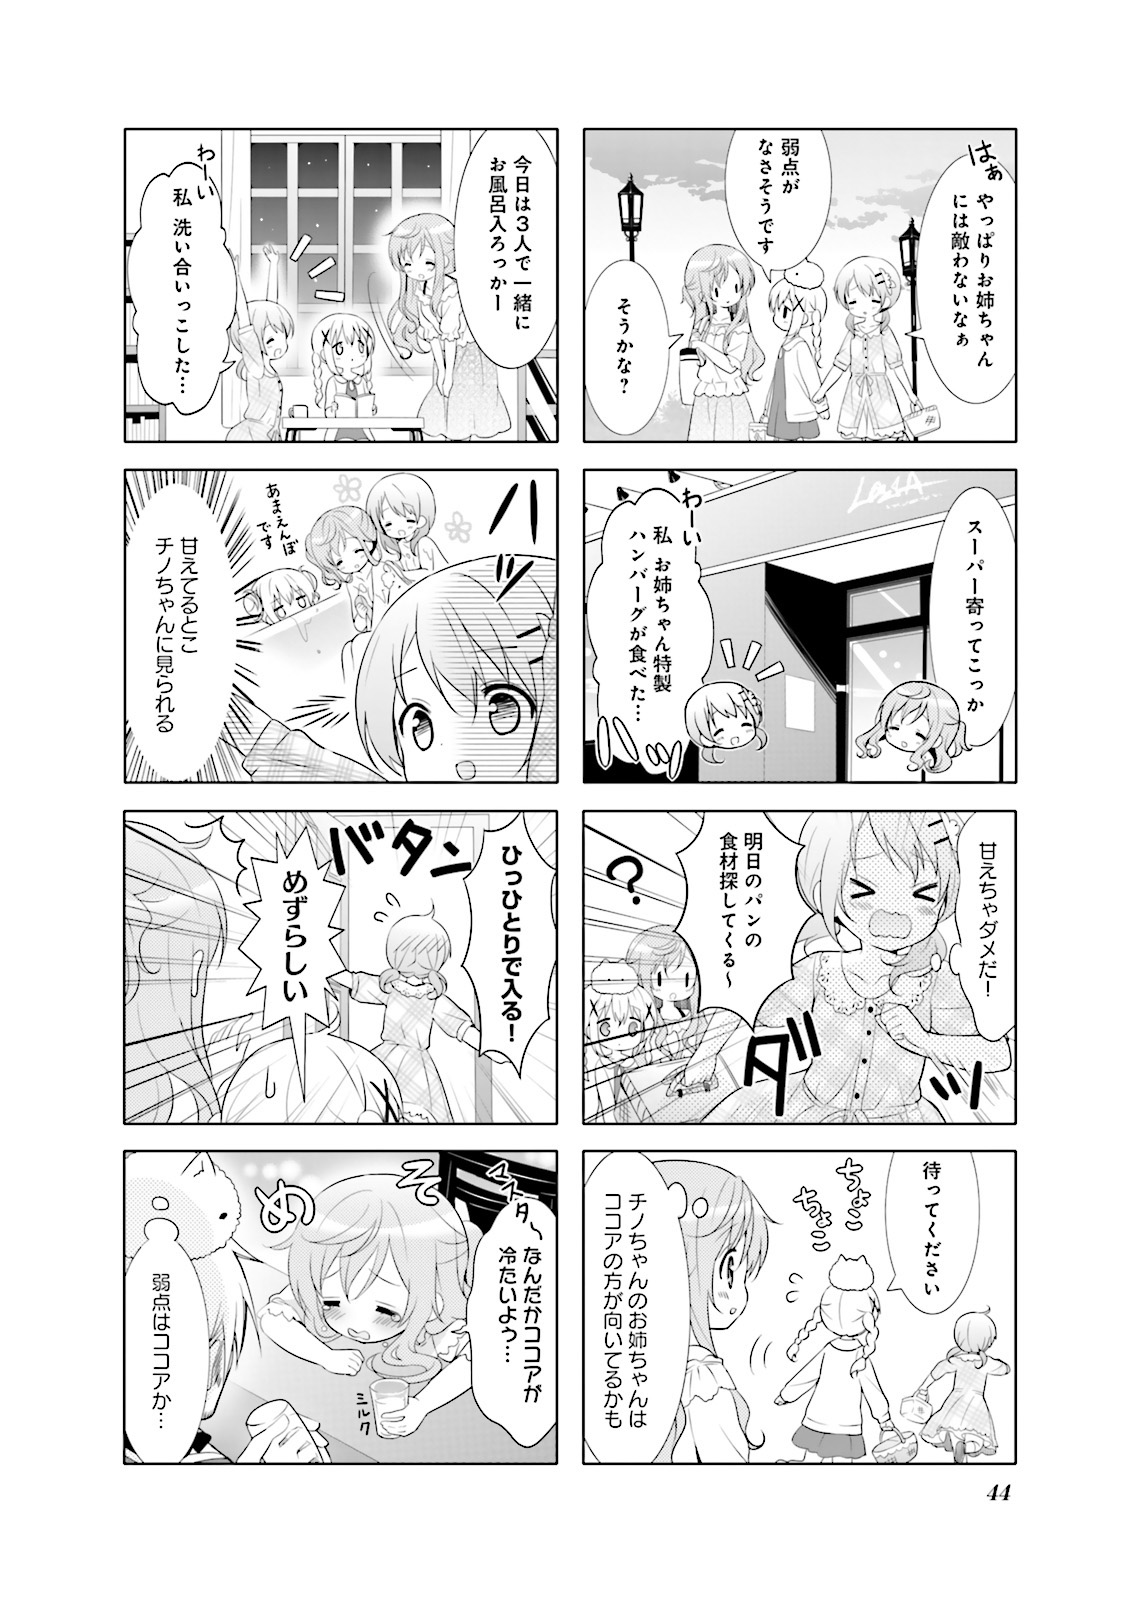 はぁ
やっぱりお姉ちゃん
には敵わないなぁ
弱点が
なさそうです
そうかな?
スーパー寄ってこっか
わーい
私 お姉ちゃん特製
ハンバーグが食べた…
ハッ
甘えちゃダメだ!
明日のパンの
食材探してくる〜
?
ダッ
待ってください
ちょこ
ちょこ
チノちゃんのお姉ちゃんは
ココアの方が向いてるかも
今日は3人で一緒に
お風呂入ろっかー
わーい
私 洗い合いっこした…
ハッ
あまえんぼ
です
甘えてるとこ
チノちゃんに見られる
ひっひとりで入る!
バタン
めずらしい
マスタ〜
なんだかココアが
冷たいよぅ…
めそ
ミルク
弱点はココアか…
44